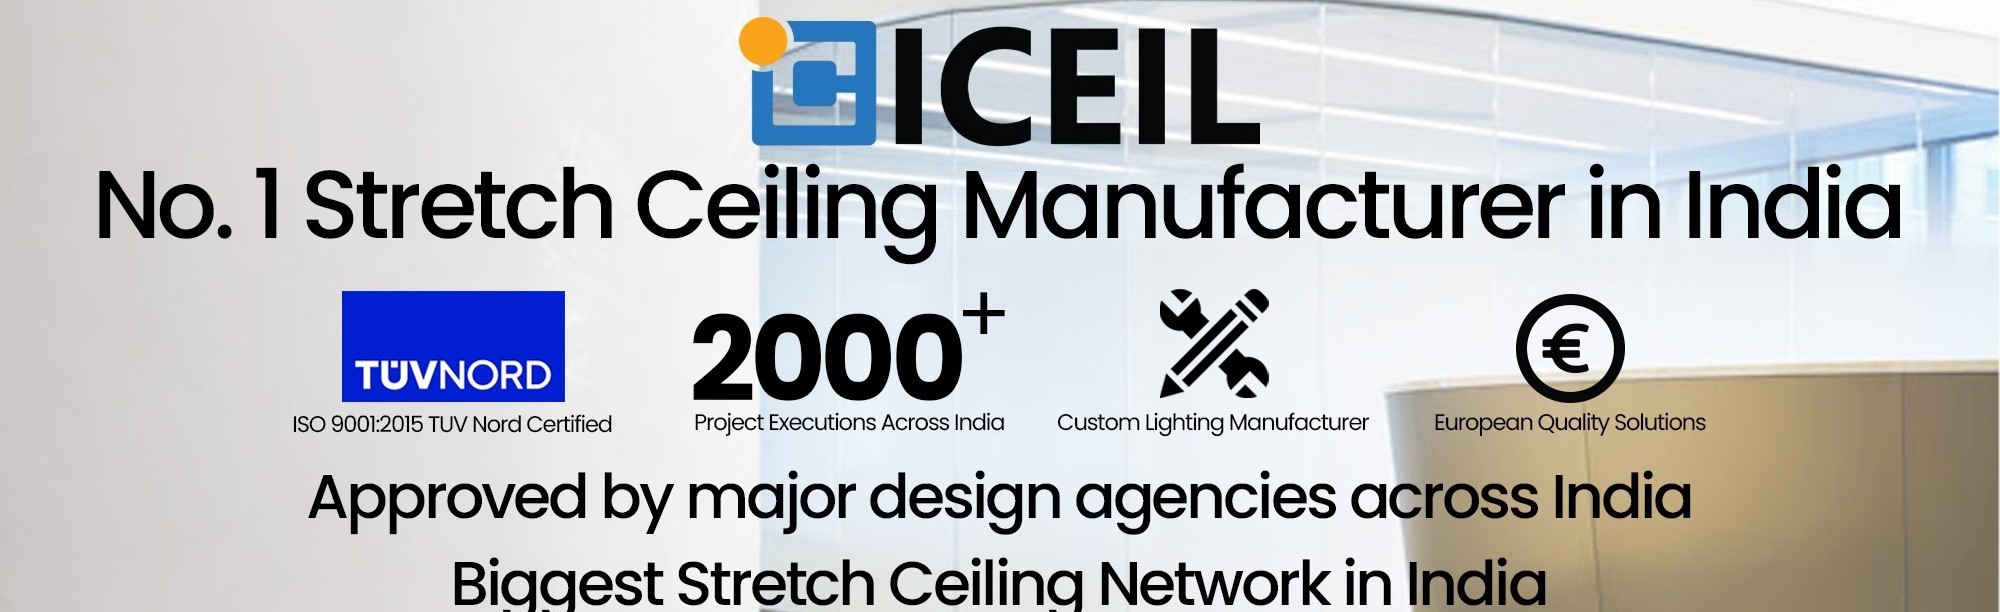 ICEIL
No. 1 Stretch Ceiling Manufacturer in India
TÜVNORD
2000+
ISO 9001:2015 TUV Nord Certified
Project Executions Across India
Custom Lighting Manufacturer
€
European Quality Solutions
Approved by major design agencies across India
Biggest Stretch Ceiling Network in India